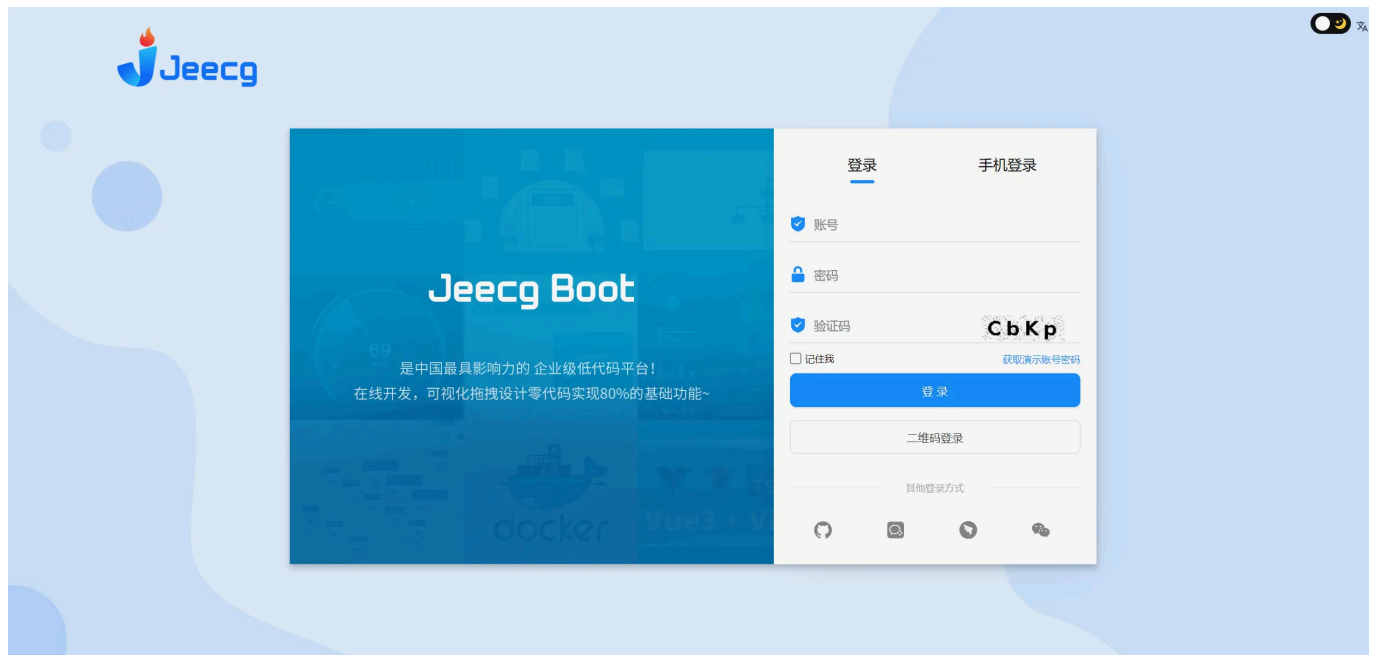 Jeecg
登录 手机登录
账号
密码
Jeecg Boot
验证码 CbKp
69
记住我 获取演示账号密码
是中国最具影响力的 企业级低代码平台!
登 录
在线开发，可视化拖拽设计零代码实现80%的基础功能~
二维码登录
其他登录方式
docker
Vue3 + V
TS